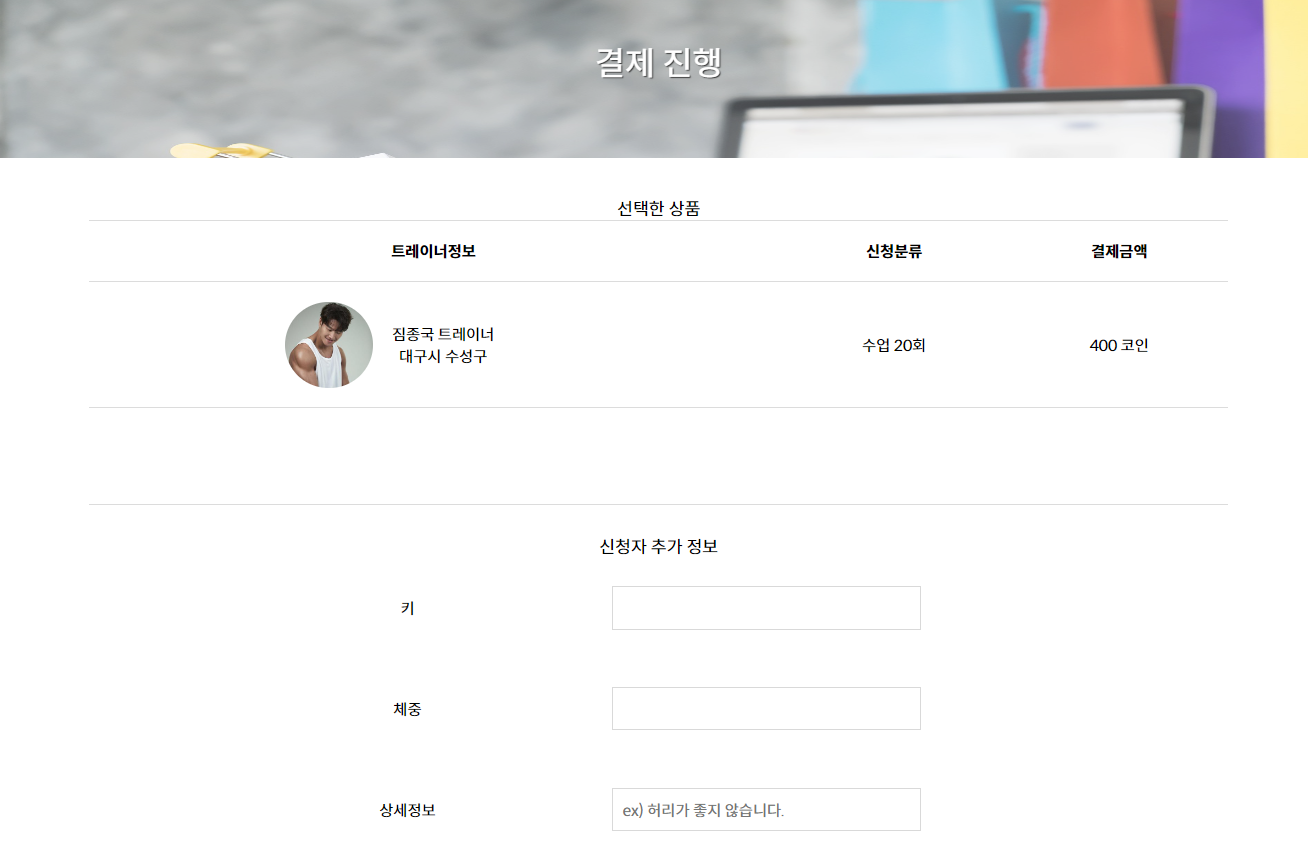 결제 진행
선택한 상품
트레이너정보 신청분류 결제금액
짐종국 트레이너
대구시 수성구
수업 20회 400 코인
신청자 추가 정보
키
체중
상세정보 ex) 허리가 좋지 않습니다.